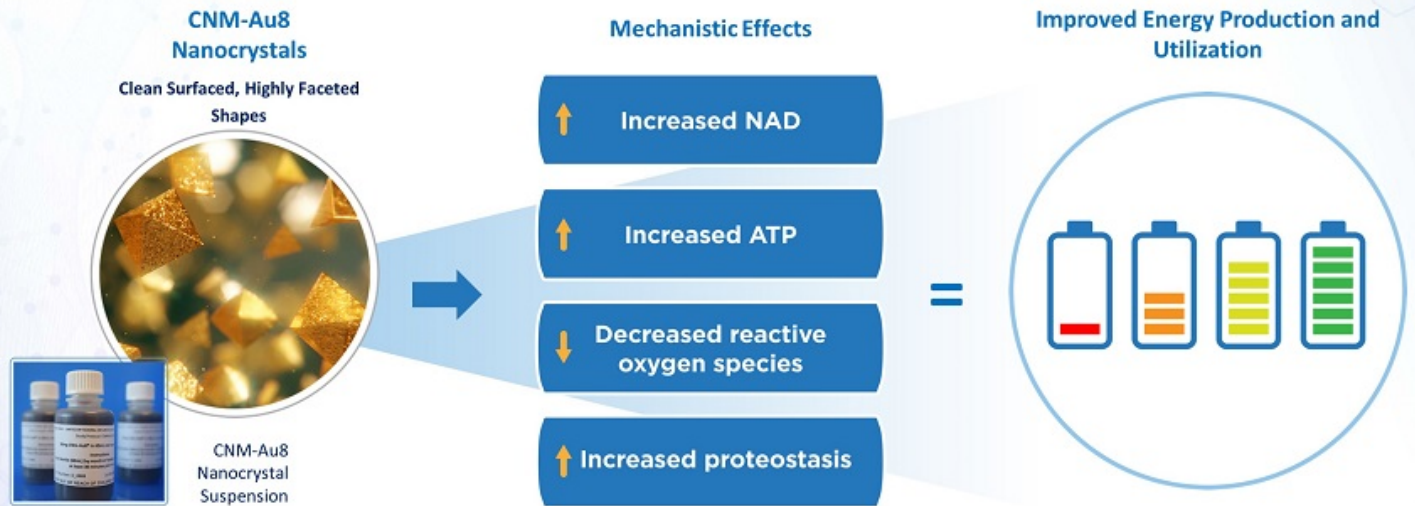 CNM-Au8
Nanocrystals
Clean Surfaced, Highly Faceted
Shapes
CNM-Au8
Nanocrystal
Suspension
Mechanistic Effects
Increased NAD
Increased ATP
Decreased reactive
oxygen species
Increased proteostasis
=
Improved Energy Production and
Utilization